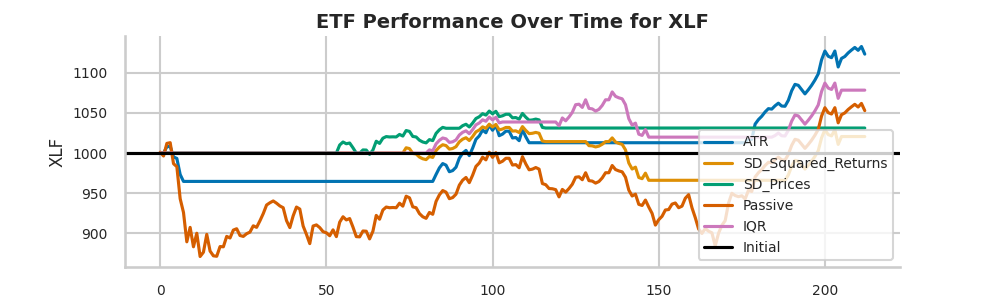 ETF Performance Over Time for XLF
XLF
1100
1050
1000
950
900
0
50
100
150
200
ATR
SD_Squared_Returns
SD_Prices
Passive
IQR
Initial